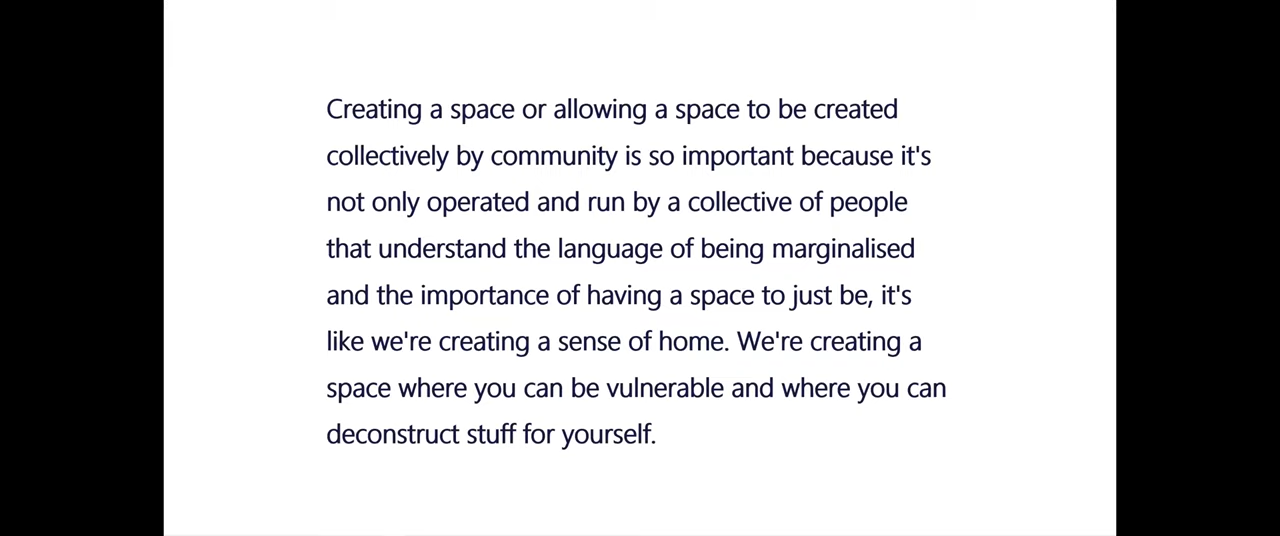 Creating a space or allowing a space to be created
collectively by community is so important because it's
not only operated and run by a collective of people
that understand the language of being marginalised
and the importance of having a space to just be, it's
like we're creating a sense of home. We're creating a
space where you can be vulnerable and where you can
deconstruct stuff for yourself.